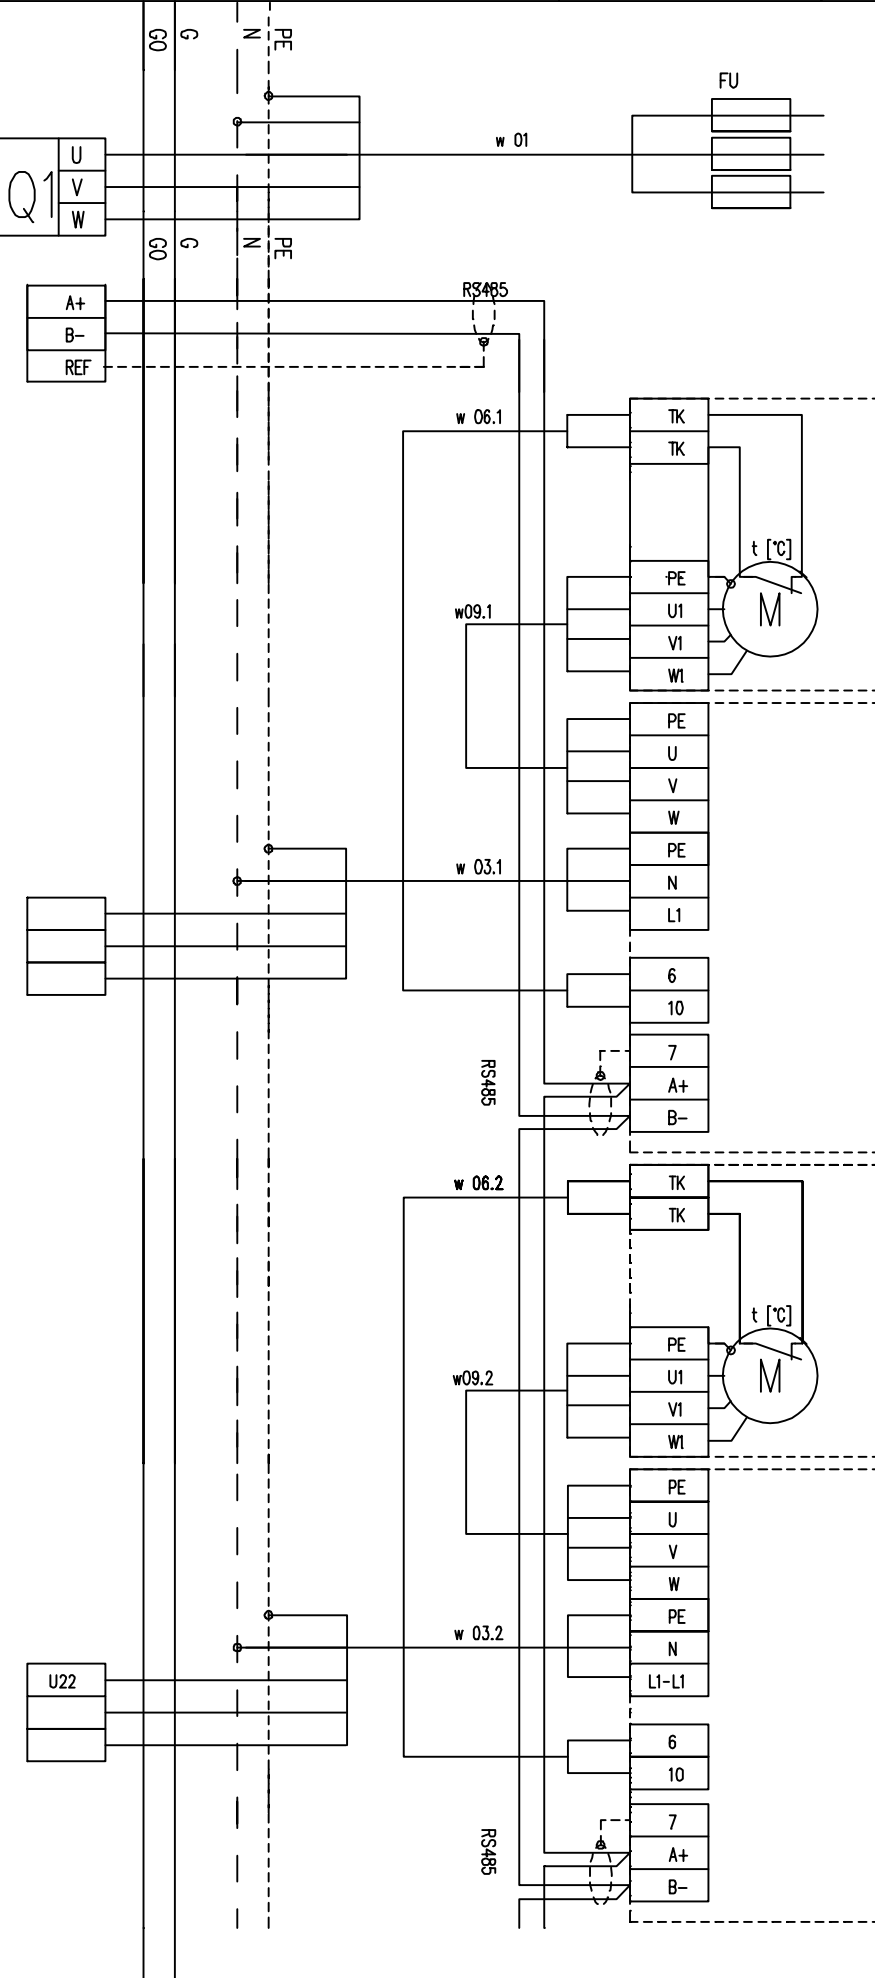 G0 G N PE
FU
w 01
Q1
U
V
W
G0 G N PE
RS485
A+
B-
REF
w 06.1
TK
TK
t [°C]
M
PE
U1
V1
W1
w09.1
PE
U
V
W
PE
w 03.1
N
L1
6
10
RS485
7
A+
B-
w 06.2
TK
TK
t [°C]
M
PE
U1
V1
W1
w09.2
PE
U
V
W
PE
w 03.2
N
U22
L1-L1
6
10
RS485
7
A+
B-